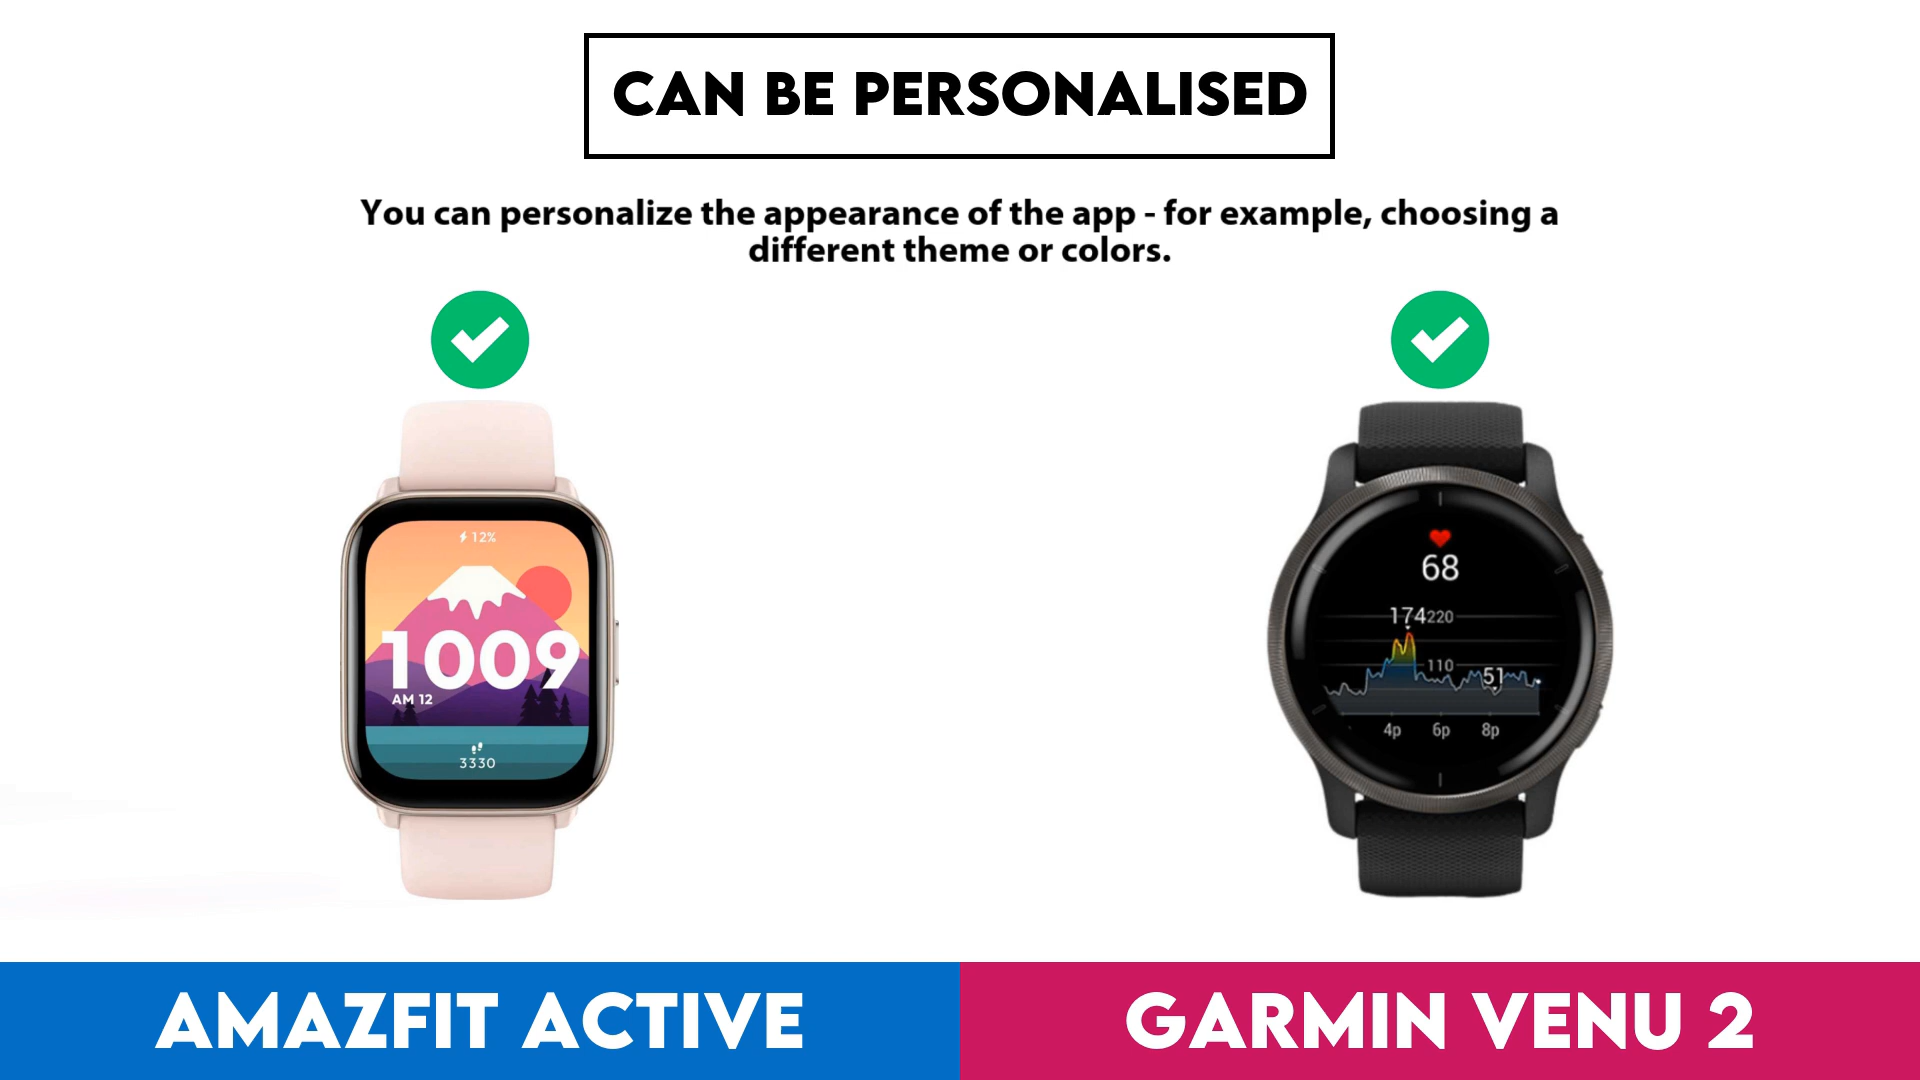 CAN BE PERSONALISED
You can personalize the appearance of the app - for example, choosing a
different theme or colors.
12%
1009
AM 12
3330
68
174 220
110
51
4p 6p 8p
AMAZFIT ACTIVE
GARMIN VENU 2